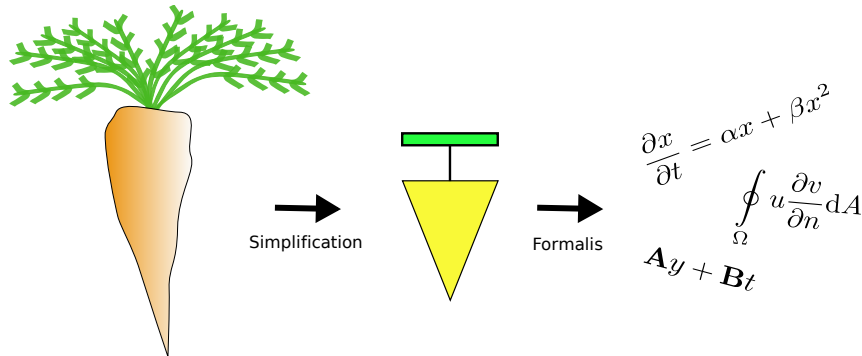 Simplification
Formalis
∂x/∂t = αx + βx²
∮_Ω u ∂v/∂n dA
Ay + Bt